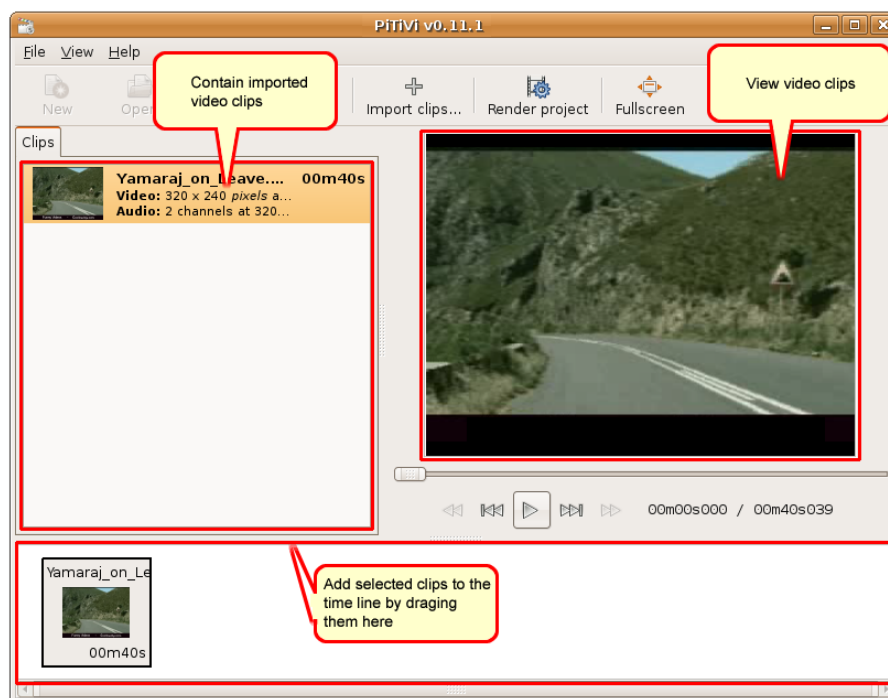 PiTiVi v0.11.1
File View Help
Contain imported
video clips
View video clips
New
Open
Import clips...
Render project
Fullscreen
Clips
Yamaraj_on_Leave.... 00m40s
Video: 320 x 240 pixels a...
Audio: 2 channels at 320...
00m00s000 / 00m40s039
Yamaraj_on_Le
00m40s
Add selected clips to the
time line by draging
them here